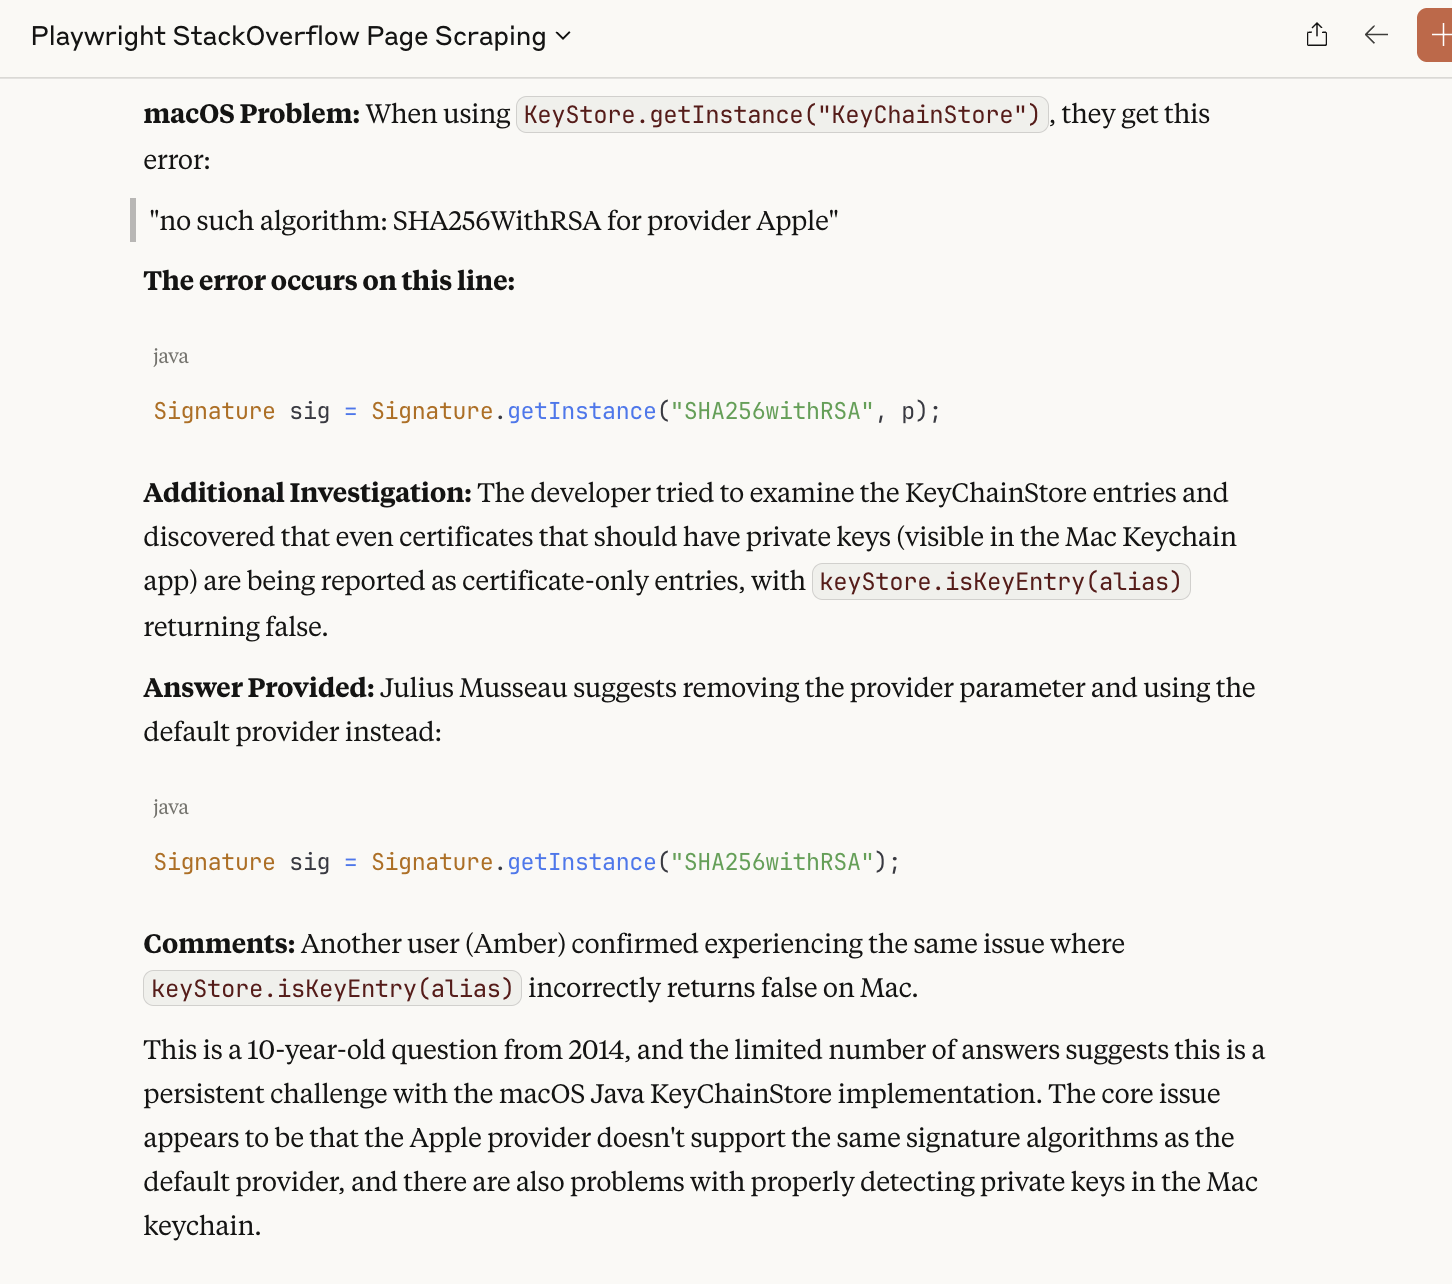 Playwright StackOverflow Page Scraping
macOS Problem: When using KeyStore.getInstance("KeyChainStore"), they get this
error:
"no such algorithm: SHA256WithRSA for provider Apple"
The error occurs on this line:
java
Signature sig = Signature.getInstance("SHA256withRSA", p);
Additional Investigation: The developer tried to examine the KeyChainStore entries and
discovered that even certificates that should have private keys (visible in the Mac Keychain
app) are being reported as certificate-only entries, with keyStore.isKeyEntry(alias)
returning false.
Answer Provided: Julius Musseau suggests removing the provider parameter and using the
default provider instead:
java
Signature sig = Signature.getInstance("SHA256withRSA");
Comments: Another user (Amber) confirmed experiencing the same issue where
keyStore.isKeyEntry(alias) incorrectly returns false on Mac.
This is a 10-year-old question from 2014, and the limited number of answers suggests this is a
persistent challenge with the macOS Java KeyChainStore implementation. The core issue
appears to be that the Apple provider doesn't support the same signature algorithms as the
default provider, and there are also problems with properly detecting private keys in the Mac
keychain.